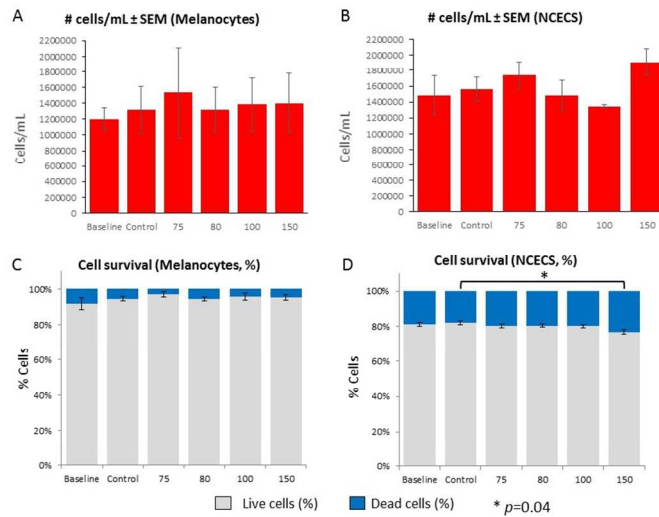 A
# cells/mL ± SEM (Melanocytes)
2200000
2000000
1800000
1600000
1400000
1200000
1000000
800000
600000
400000
200000
0
Cells/mL
Baseline Control 75 80 100 150
B
# cells/mL ± SEM (NCECS)
2200000
2000000
1800000
1600000
1400000
1200000
1000000
800000
600000
400000
200000
0
Cells/mL
Baseline Control 75 80 100 150
C
Cell survival (Melanocytes, %)
100%
80%
60%
40%
20%
0%
% Cells
Baseline Control 75 80 100 150
D
Cell survival (NCECS, %)
*
100%
80%
60%
40%
20%
0%
% Cells
Baseline Control 75 80 100 150
Live cells (%) Dead cells (%) * p=0.04